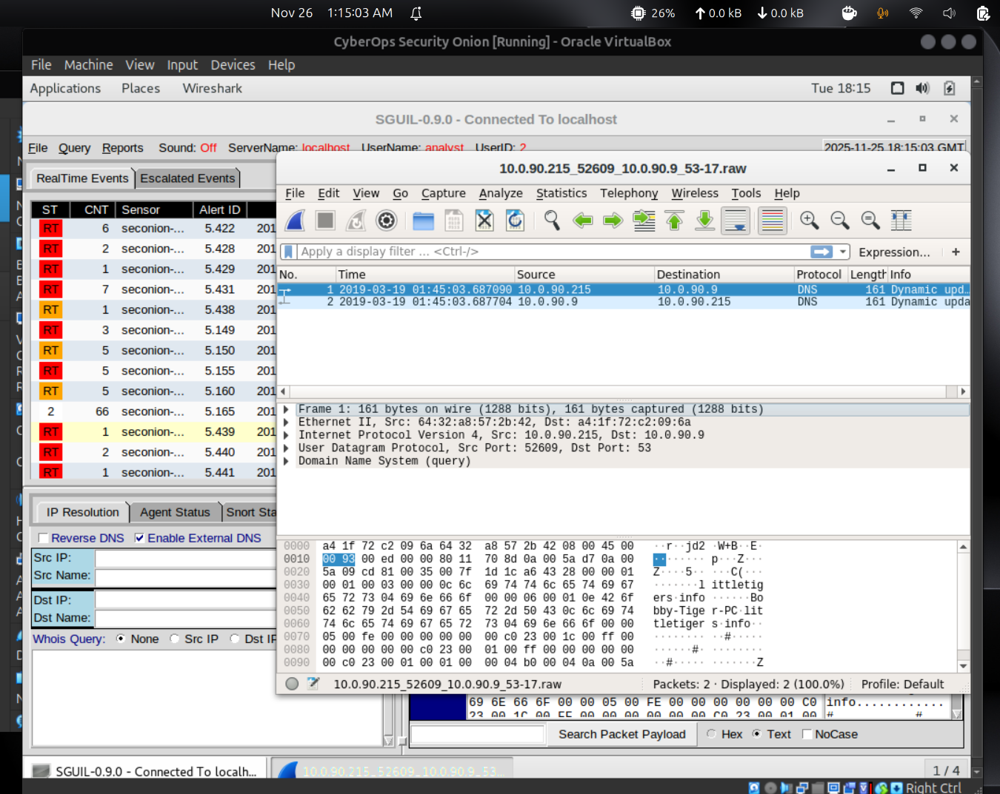 Nov 26 1:15:03 AM 26% 0.0 kB 0.0 kB
CyberOps Security Onion [Running] - Oracle VirtualBox
File Machine View Input Devices Help
Applications Places Wireshark Tue 18:15
SGUIL-0.9.0 - Connected To localhost
File Query Reports Sound: Off ServerName: localhost UserName: analyst UserID: 2 2025-11-25 18:15:03 GMT
RealTime Events Escalated Events
ST CNT Sensor Alert ID
RT 6 seconion-... 5.422 201
RT 2 seconion-... 5.428 201
RT 1 seconion-... 5.429 201
RT 7 seconion-... 5.431 201
RT 1 seconion-... 5.438 201
RT 3 seconion-... 5.149 201
RT 5 seconion-... 5.150 201
RT 5 seconion-... 5.155 201
RT 5 seconion-... 5.160 201
2 66 seconion-... 5.165 201
RT 1 seconion-... 5.439 201
RT 2 seconion-... 5.440 201
RT 1 seconion-... 5.441 201
IP Resolution Agent Status Snort Sta
Reverse DNS Enable External DNS
Src IP:
Src Name:
Dst IP:
Dst Name:
Whois Query: None Src IP Dst IP
10.0.90.215_52609_10.0.90.9_53-17.raw
File Edit View Go Capture Analyze Statistics Telephony Wireless Tools Help
Apply a display filter ... <Ctrl-/> Expression... +
No. Time Source Destination Protocol Length Info
1 2019-03-19 01:45:03.687090 10.0.90.215 10.0.90.9 DNS 161 Dynamic upd...
2 2019-03-19 01:45:03.687704 10.0.90.9 10.0.90.215 DNS 161 Dynamic upda
Frame 1: 161 bytes on wire (1288 bits), 161 bytes captured (1288 bits)
Ethernet II, Src: 64:32:a8:57:2b:42, Dst: a4:1f:72:c2:09:6a
Internet Protocol Version 4, Src: 10.0.90.215, Dst: 10.0.90.9
User Datagram Protocol, Src Port: 52609, Dst Port: 53
Domain Name System (query)
0000 a4 1f 72 c2 09 6a 64 32 a8 57 2b 42 08 00 45 00 ··r··jd2 ·W+B··E·
0010 00 93 00 ed 00 00 80 11 70 8d 0a 00 5a d7 0a 00 ········ p···Z···
0020 5a 09 cd 81 00 35 00 7f 1d 1c a6 43 28 00 00 01 Z····5·· ···C(···
0030 00 01 00 03 00 00 0c 6c 69 74 74 6c 65 74 69 67 ·······l ittletig
0040 65 72 73 04 69 6e 66 6f 00 00 06 00 01 0e 42 6f ers·info ······Bo
0050 62 62 79 2d 54 69 67 65 72 2d 50 43 0c 6c 69 74 bby-Tige r-PC·lit
0060 74 6c 65 74 69 67 65 72 73 04 69 6e 66 6f 00 00 tletiger s·info··
0070 05 00 fe 00 00 00 00 00 00 c0 23 00 1c 00 ff 00 ········ ··#·····
0080 00 00 00 00 00 c0 23 00 01 00 ff 00 00 00 00 00 ······#· ········
0090 00 c0 23 00 01 00 01 00 00 04 b0 00 04 0a 00 5a ··#····· ·······Z
10.0.90.215_52609_10.0.90.9_53-17.raw Packets: 2 · Displayed: 2 (100.0%) Profile: Default
69 6E 66 6F 00 00 05 00 FE 00 00 00 00 00 00 C0 info............
23 00 1C 00 FF 00 00 00 00 00 00 C0 23 00 01 00 #...........#...
Search Packet Payload Hex Text NoCase
SGUIL-0.9.0 - Connected To localh... 10.0.90.215_52609_10.0.90.9_53... 1 / 4
Right Ctrl